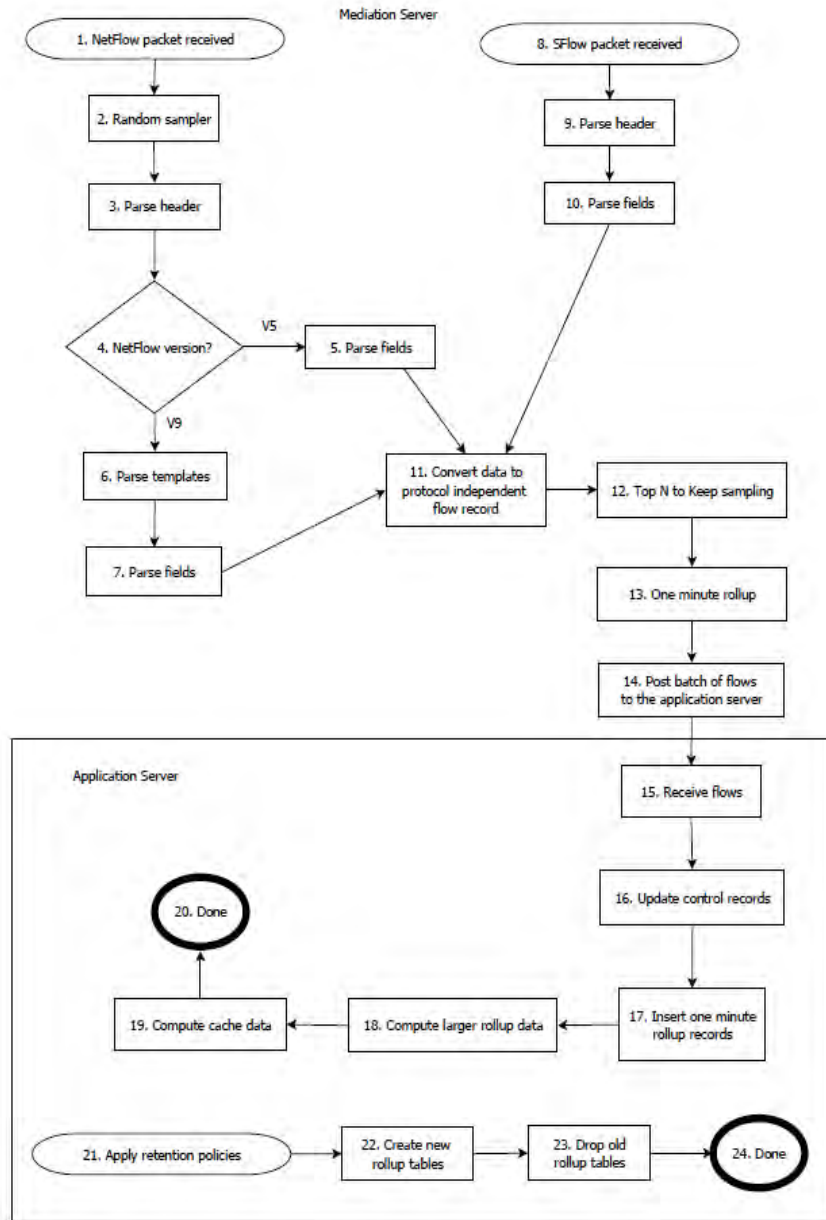 Mediation Server
1. NetFlow packet received
8. SFlow packet received
2. Random sampler
9. Parse header
3. Parse header
10. Parse fields
V5
4. NetFlow version?
5. Parse fields
V9
6. Parse templates
11. Convert data to
protocol independent
flow record
12. Top N to Keep sampling
7. Parse fields
13. One minute rollup
14. Post batch of flows
to the application server
Application Server
15. Receive flows
16. Update control records
20. Done
17. Insert one minute
rollup records
18. Compute larger rollup data
19. Compute cache data
21. Apply retention policies
22. Create new
rollup tables
23. Drop old
rollup tables
24. Done